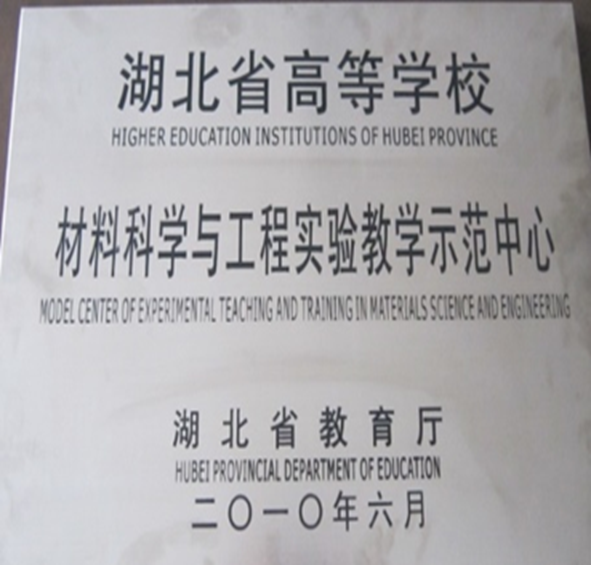 湖北省高等学校
HIGHER EDUCATION INSTITUTIONS OF HUBEI PROVINCE
材料科学与工程实验教学示范中心
MODEL CENTER OF EXPERIMENTAL TEACHING AND TRAINING IN MATERIALS SCIENCE AND ENGINEERING
湖北省教育厅
HUBEI PROVINCIAL DEPARTMENT OF EDUCATION
二〇一〇年六月